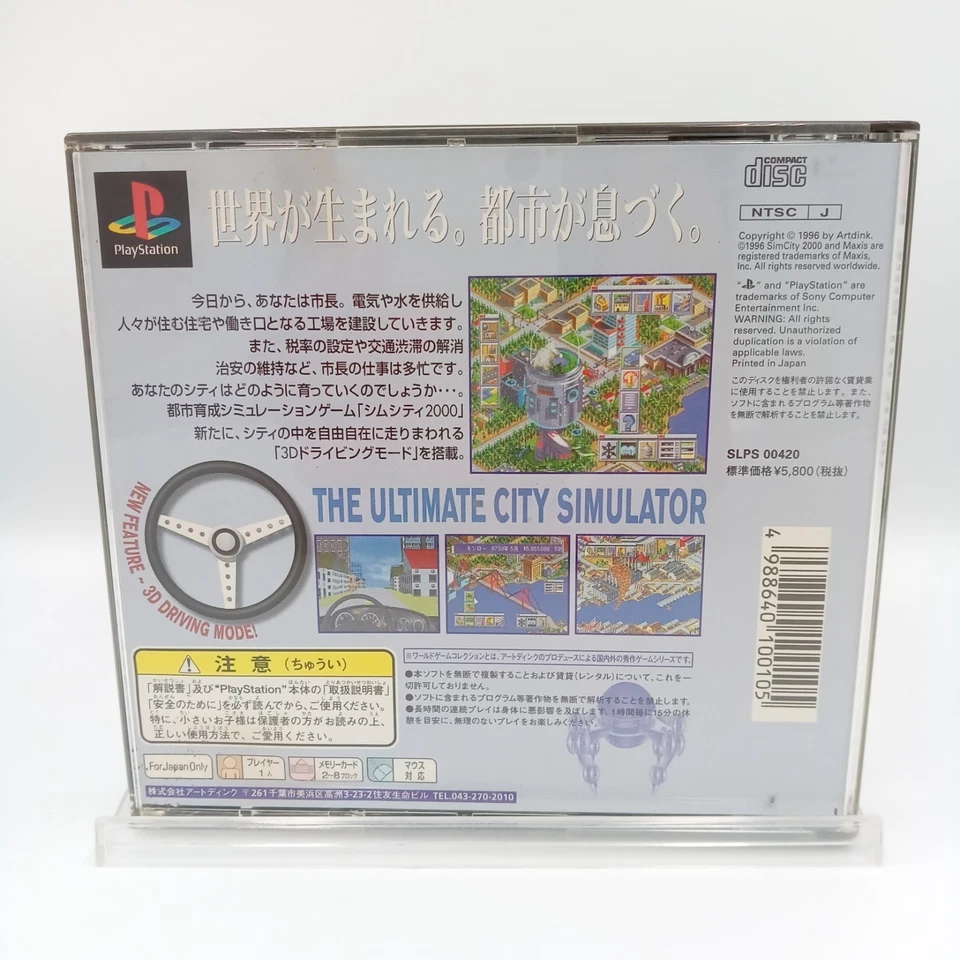 PlayStation
世界が生まれる。都市が息づく。
COMPACT
disc
NTSC J
Copyright © 1996 by Artdink.
©1996 SimCity 2000 and Maxis are
registered trademarks of Maxis,
Inc. All rights reserved worldwide.
" " and "PlayStation" are
trademarks of Sony Computer
Entertainment Inc.
WARNING: All rights
reserved. Unauthorized
duplication is a violation of
applicable laws.
Printed in Japan
このディスクを権利者の許諾なく賃貸業
に使用することを禁止します。また、
ソフトに含まれるプログラム等著作物
を無断で解析することも禁止します。
SLPS 00420
標準価格¥5,800(税抜)
今日から、あなたは市長。電気や水を供給し
人々が住む住宅や働き口となる工場を建設していきます。
また、税率の設定や交通渋滞の解消
治安の維持など、市長の仕事は多忙です。
あなたのシティはどのように育っていくのでしょうか・・・。
都市育成シミュレーションゲーム「シムシティ2000」
新たに、シティの中を自由自在に走りまわれる
「3Dドライビングモード」を搭載。
NEW FEATURE - 3D DRIVING MODE!
THE ULTIMATE CITY SIMULATOR
4 988640 100105
注意(ちゅうい)
「解説書」及び"PlayStation"本体の「取扱説明書」
「安全のために」を必ず読んでから、ご使用ください。
特に、小さいお子様は保護者の方がお読みの上、
正しい使用方法で、ご愛用ください。
※ワールドゲームコレクションとは、アートディンクのプロデュースによる国内外の秀作ゲームシリーズです。
●本ソフトを無断で複製することおよび賃貸(レンタル)について、これを一
切許可しておりません。
●ソフトに含まれるプログラム等著作物を無断で解析することも禁止します。
●長時間の連続プレイは身体に悪影響を及ぼします。1時間毎に15分の休
憩を目安に、無理のないプレイをお楽しみください。
For Japan Only
プレイヤー
1人
メモリーカード
2~8ブロック
マウス
対応
株式会社アートディンク 〒261千葉市美浜区高洲3-23-2住友生命ビル TEL.043-270-2010